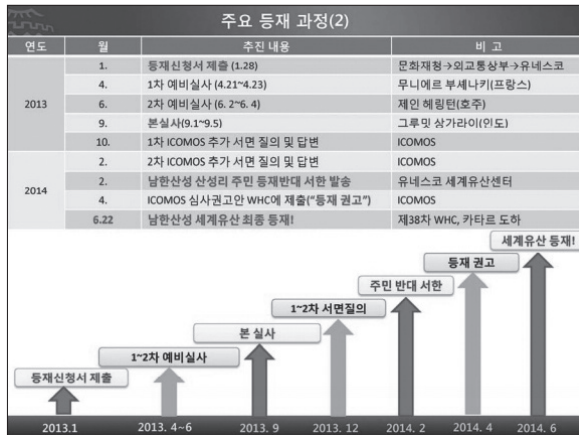 주요 등재 과정(2)
연도 월 추진 내용 비 고
2013 1. 등재신청서 제출 (1.28) 문화재청→외교통상부→유네스코
4. 1차 예비실사 (4.21~4.23) 무니에르 부셰나키(프랑스)
6. 2차 예비실사 (6. 2~6. 4) 제인 헤링턴(호주)
9. 본실사(9.1~9.5) 그루밋 상가라이(인도)
10. 1차 ICOMOS 추가 서면 질의 및 답변 ICOMOS
2014 2. 2차 ICOMOS 추가 서면 질의 및 답변 ICOMOS
2. 남한산성 산성리 주민 등재반대 서한 발송 유네스코 세계유산센터
4. ICOMOS 심사권고안 WHC에 제출("등재 권고") ICOMOS
6.22 남한산성 세계유산 최종 등재! 제38차 WHC, 카타르 도하
세계유산 등재!
등재 권고
주민 반대 서한
1~2차 서면질의
본 실사
1~2차 예비실사
등재신청서 제출
2013.1 2013. 4~6 2013. 9 2013. 12 2014. 2 2014. 4 2014. 6